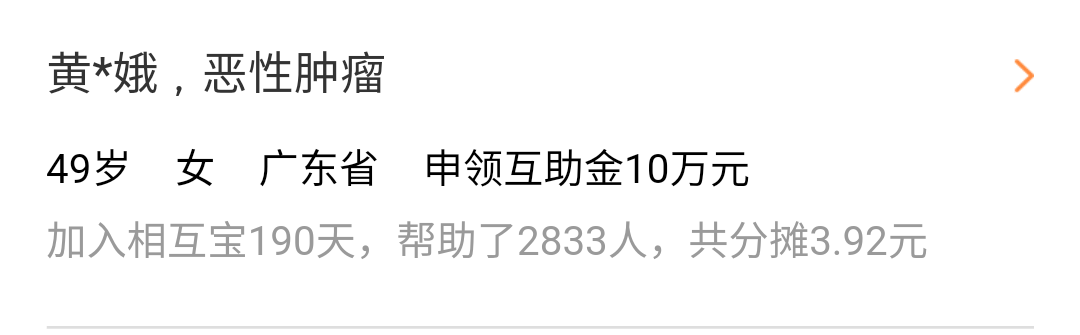 黄*娥，恶性肿瘤
49岁 女 广东省 申领互助金10万元
加入相互宝190天，帮助了2833人，共分摊3.92元